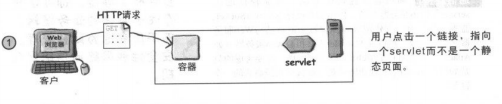 HTTP请求
①
Web
浏览器
GET
客户
容器
servlet
用户点击一个链接，指向
一个servlet而不是一个静
态页面。